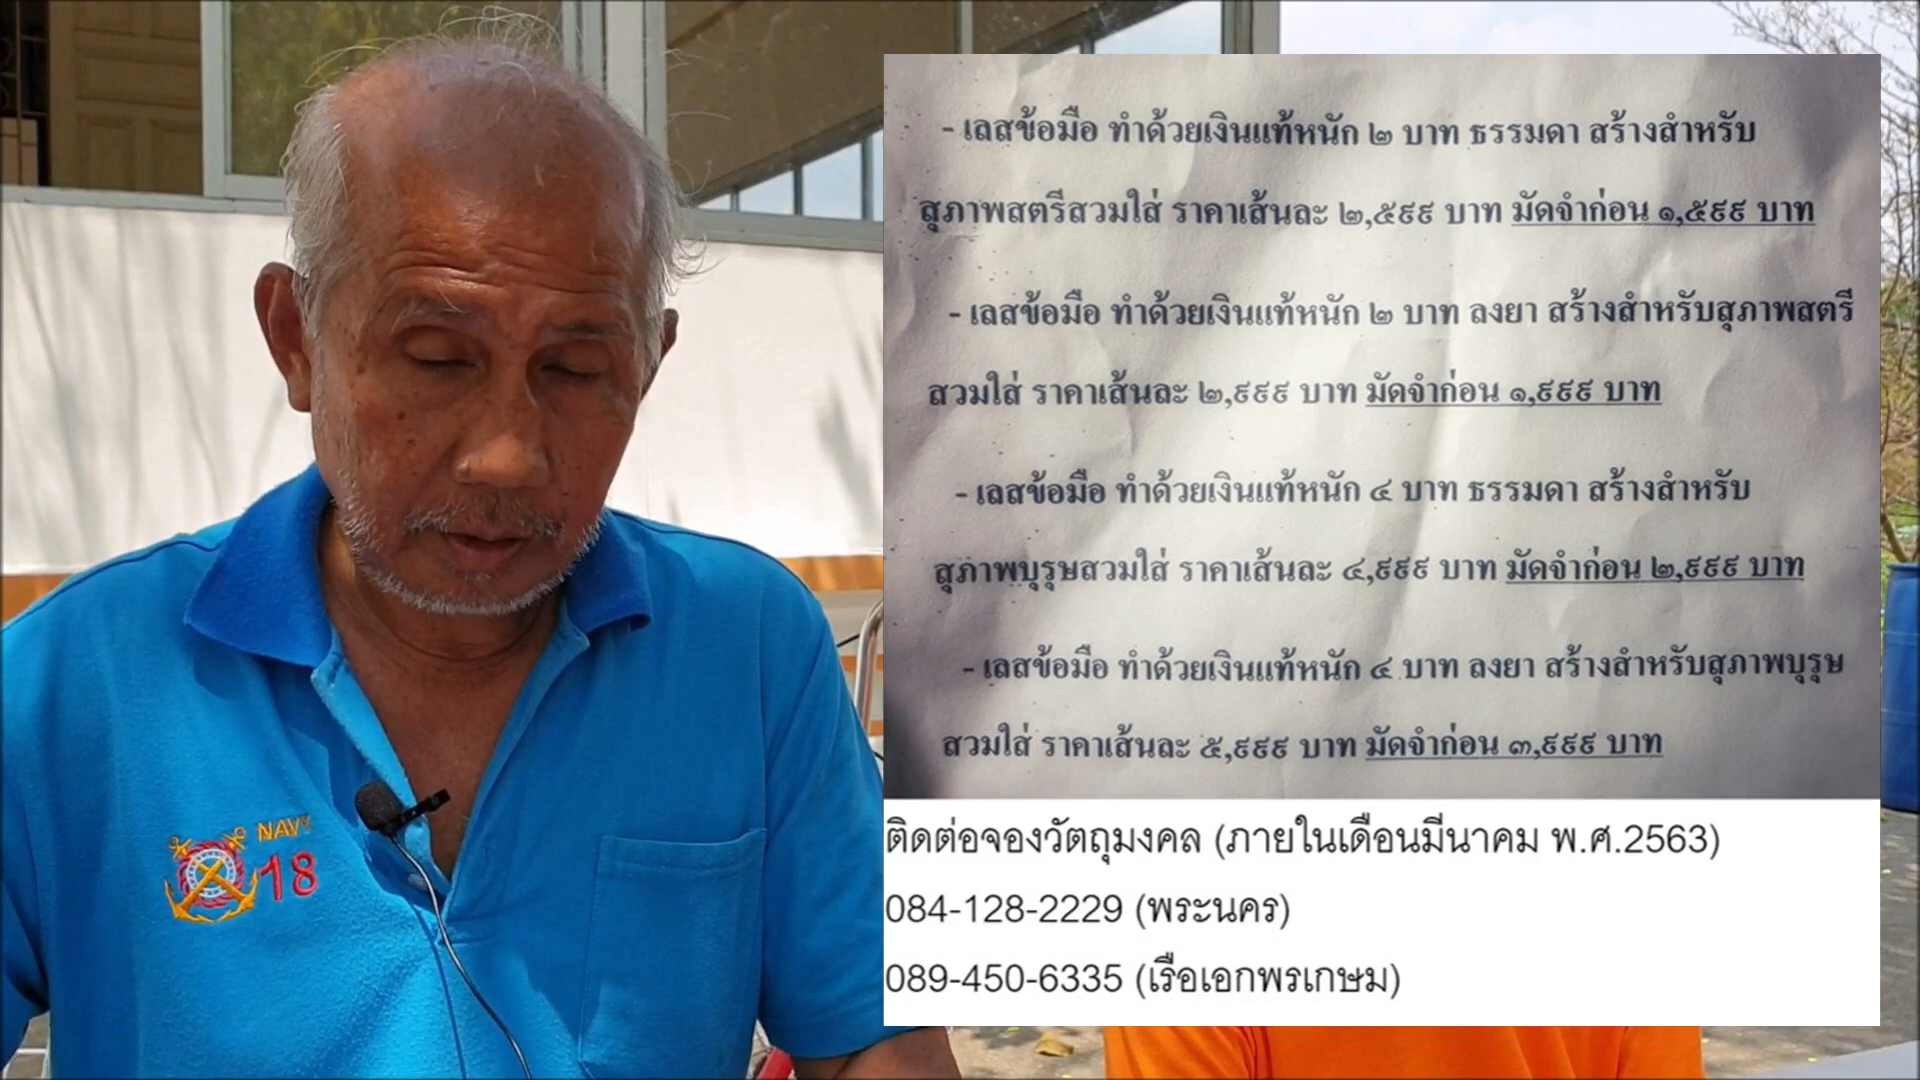 NAVY
18
- เลสข้อมือ ทำด้วยเงินแท้หนัก ๒ บาท ธรรมดา สร้างสำหรับ
สุภาพสตรีสวมใส่ ราคาเส้นละ ๒,๕๙๙ บาท มัดจำก่อน ๑,๕๙๙ บาท
- เลสข้อมือ ทำด้วยเงินแท้หนัก ๒ บาท ลงยา สร้างสำหรับสุภาพสตรี
สวมใส่ ราคาเส้นละ ๒,๙๙๙ บาท มัดจำก่อน ๑,๙๙๙ บาท
- เลสข้อมือ ทำด้วยเงินแท้หนัก ๔ บาท ธรรมดา สร้างสำหรับ
สุภาพบุรุษสวมใส่ ราคาเส้นละ ๔,๙๙๙ บาท มัดจำก่อน ๒,๙๙๙ บาท
- เลสข้อมือ ทำด้วยเงินแท้หนัก ๔ บาท ลงยา สร้างสำหรับสุภาพบุรุษ
สวมใส่ ราคาเส้นละ ๕,๙๙๙ บาท มัดจำก่อน ๓,๙๙๙ บาท
ติดต่อจองวัตถุมงคล (ภายในเดือนมีนาคม พ.ศ.2563)
084-128-2229 (พระนคร)
089-450-6335 (เรือเอกพรเกษม)